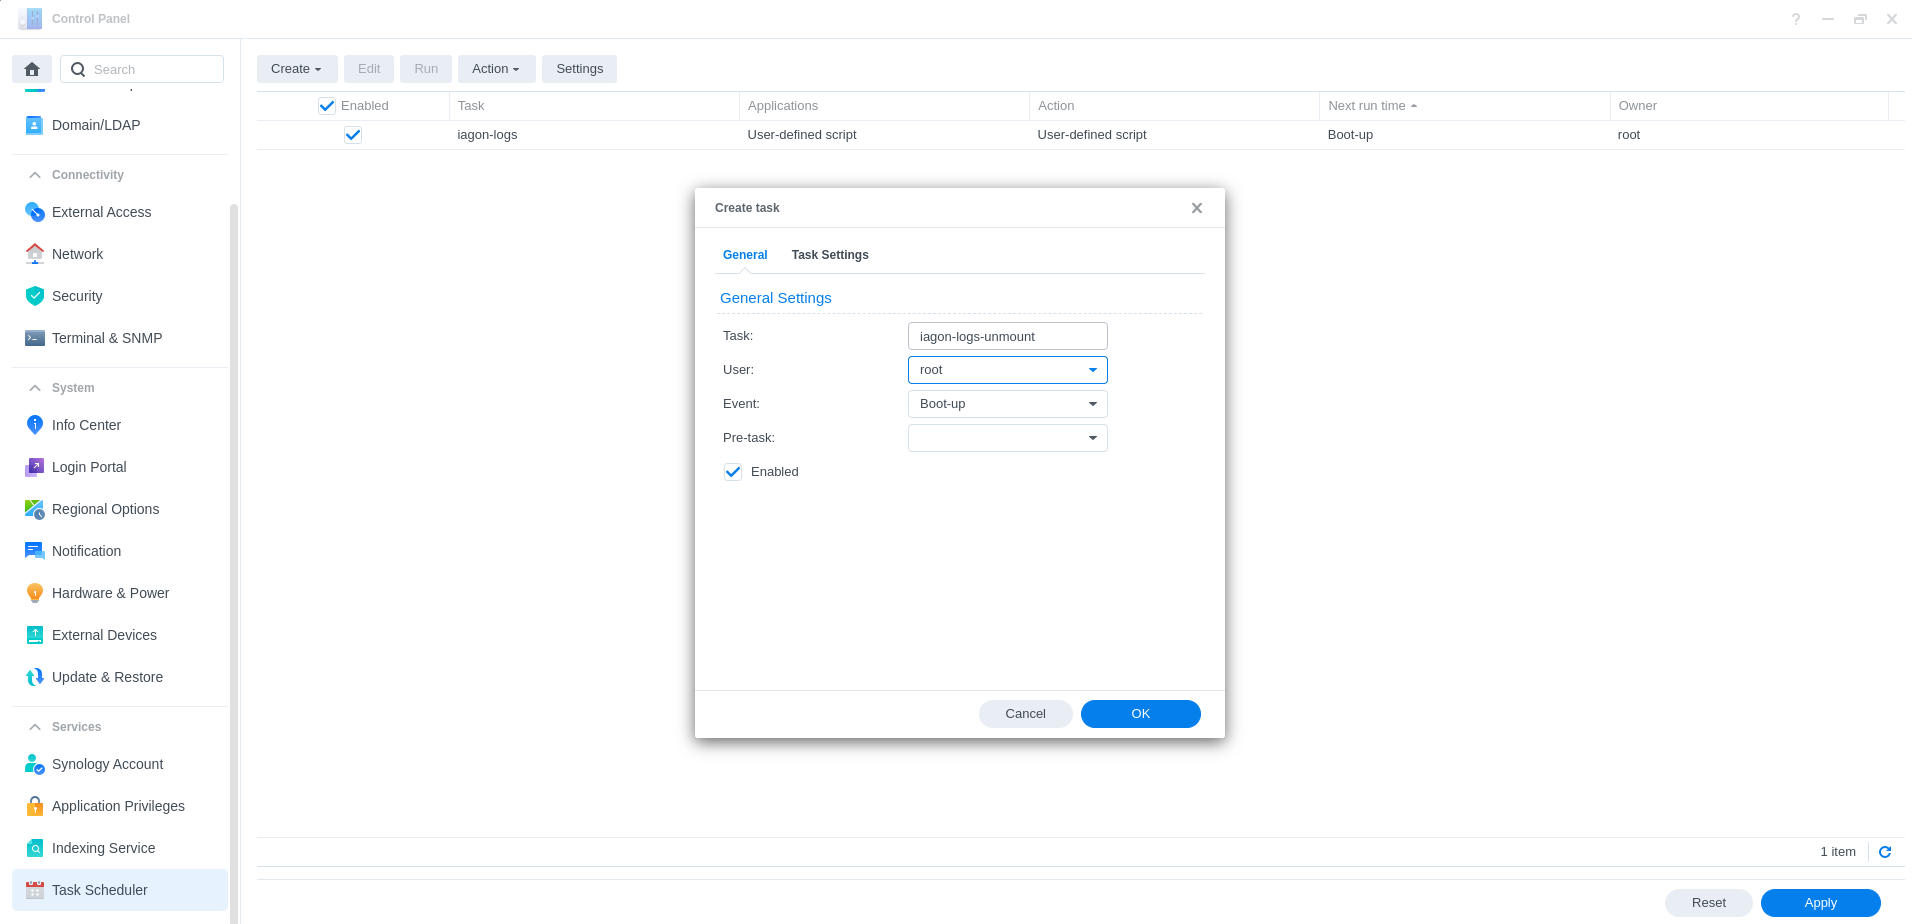 Control Panel
Search
Domain/LDAP
Connectivity
External Access
Network
Security
Terminal & SNMP
System
Info Center
Login Portal
Regional Options
Notification
Hardware & Power
External Devices
Update & Restore
Services
Synology Account
Application Privileges
Indexing Service
Task Scheduler
Create Edit Run Action Settings
Enabled Task Applications Action Next run time Owner
iagon-logs User-defined script User-defined script Boot-up root
Create task
General Task Settings
General Settings
Task: iagon-logs-unmount
User: root
Event: Boot-up
Pre-task:
Enabled
Cancel OK
1 item
Reset Apply